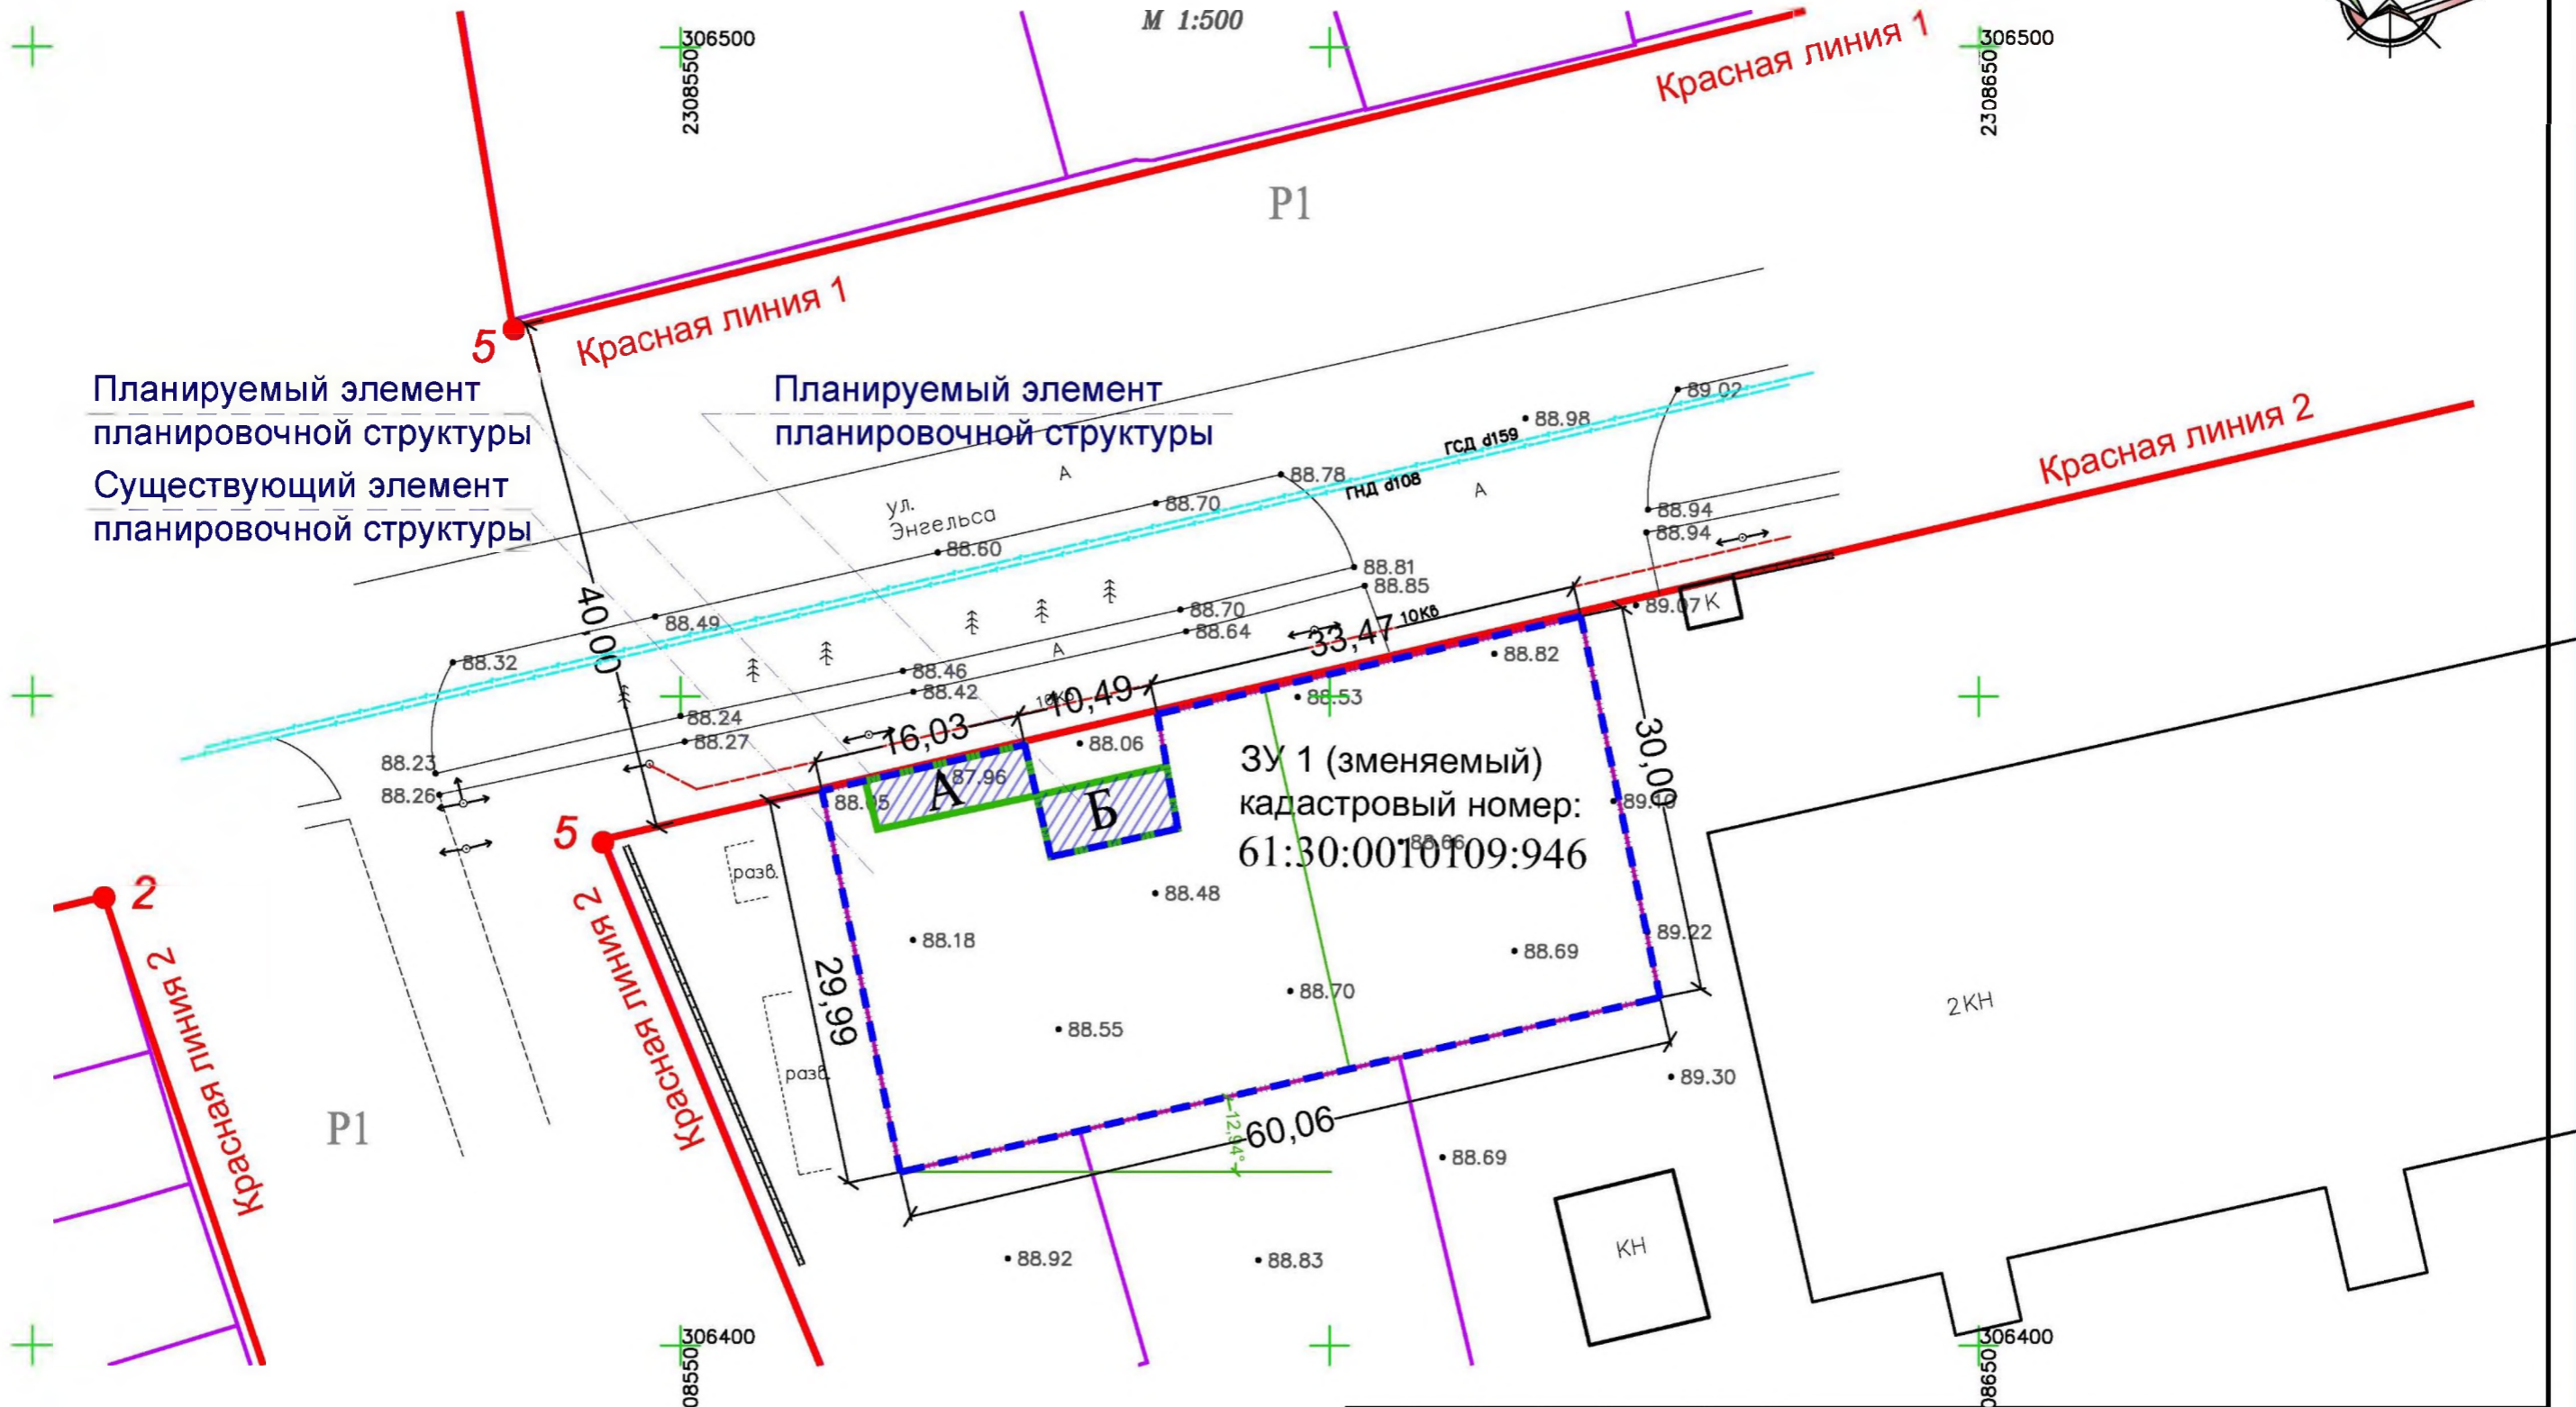 М 1:500
306500
2308550
306500
2308650
Красная линия 1
Р1
Красная линия 1
5
Планируемый элемент
планировочной структуры
Существующий элемент
планировочной структуры
Планируемый элемент
планировочной структуры
Красная линия 2
89.02
88.98
ГСД d159
ГНД d108
А
А
ул.
Энгельса
88.78
88.70
88.60
88.49
88.32
88.94
88.94
88.81
88.85
88.70
88.64
А
88.46
88.42
88.24
88.27
88.23
88.26
40,00
33,47
10Кб
10,49
16,03
89.07
К
88.82
88.53
88.06
87.96
А
Б
ЗУ 1 (зменяемый)
кадастровый номер:
61:30:0010109:946
30,00
89.22
5
2
Красная линия 2
Красная линия 2
разв.
разв.
88.48
88.18
88.69
88.70
88.55
29,99
60,06
12,94°
2КН
КН
Р1
89.30
88.69
88.92
88.83
306400
08550
306400
08650